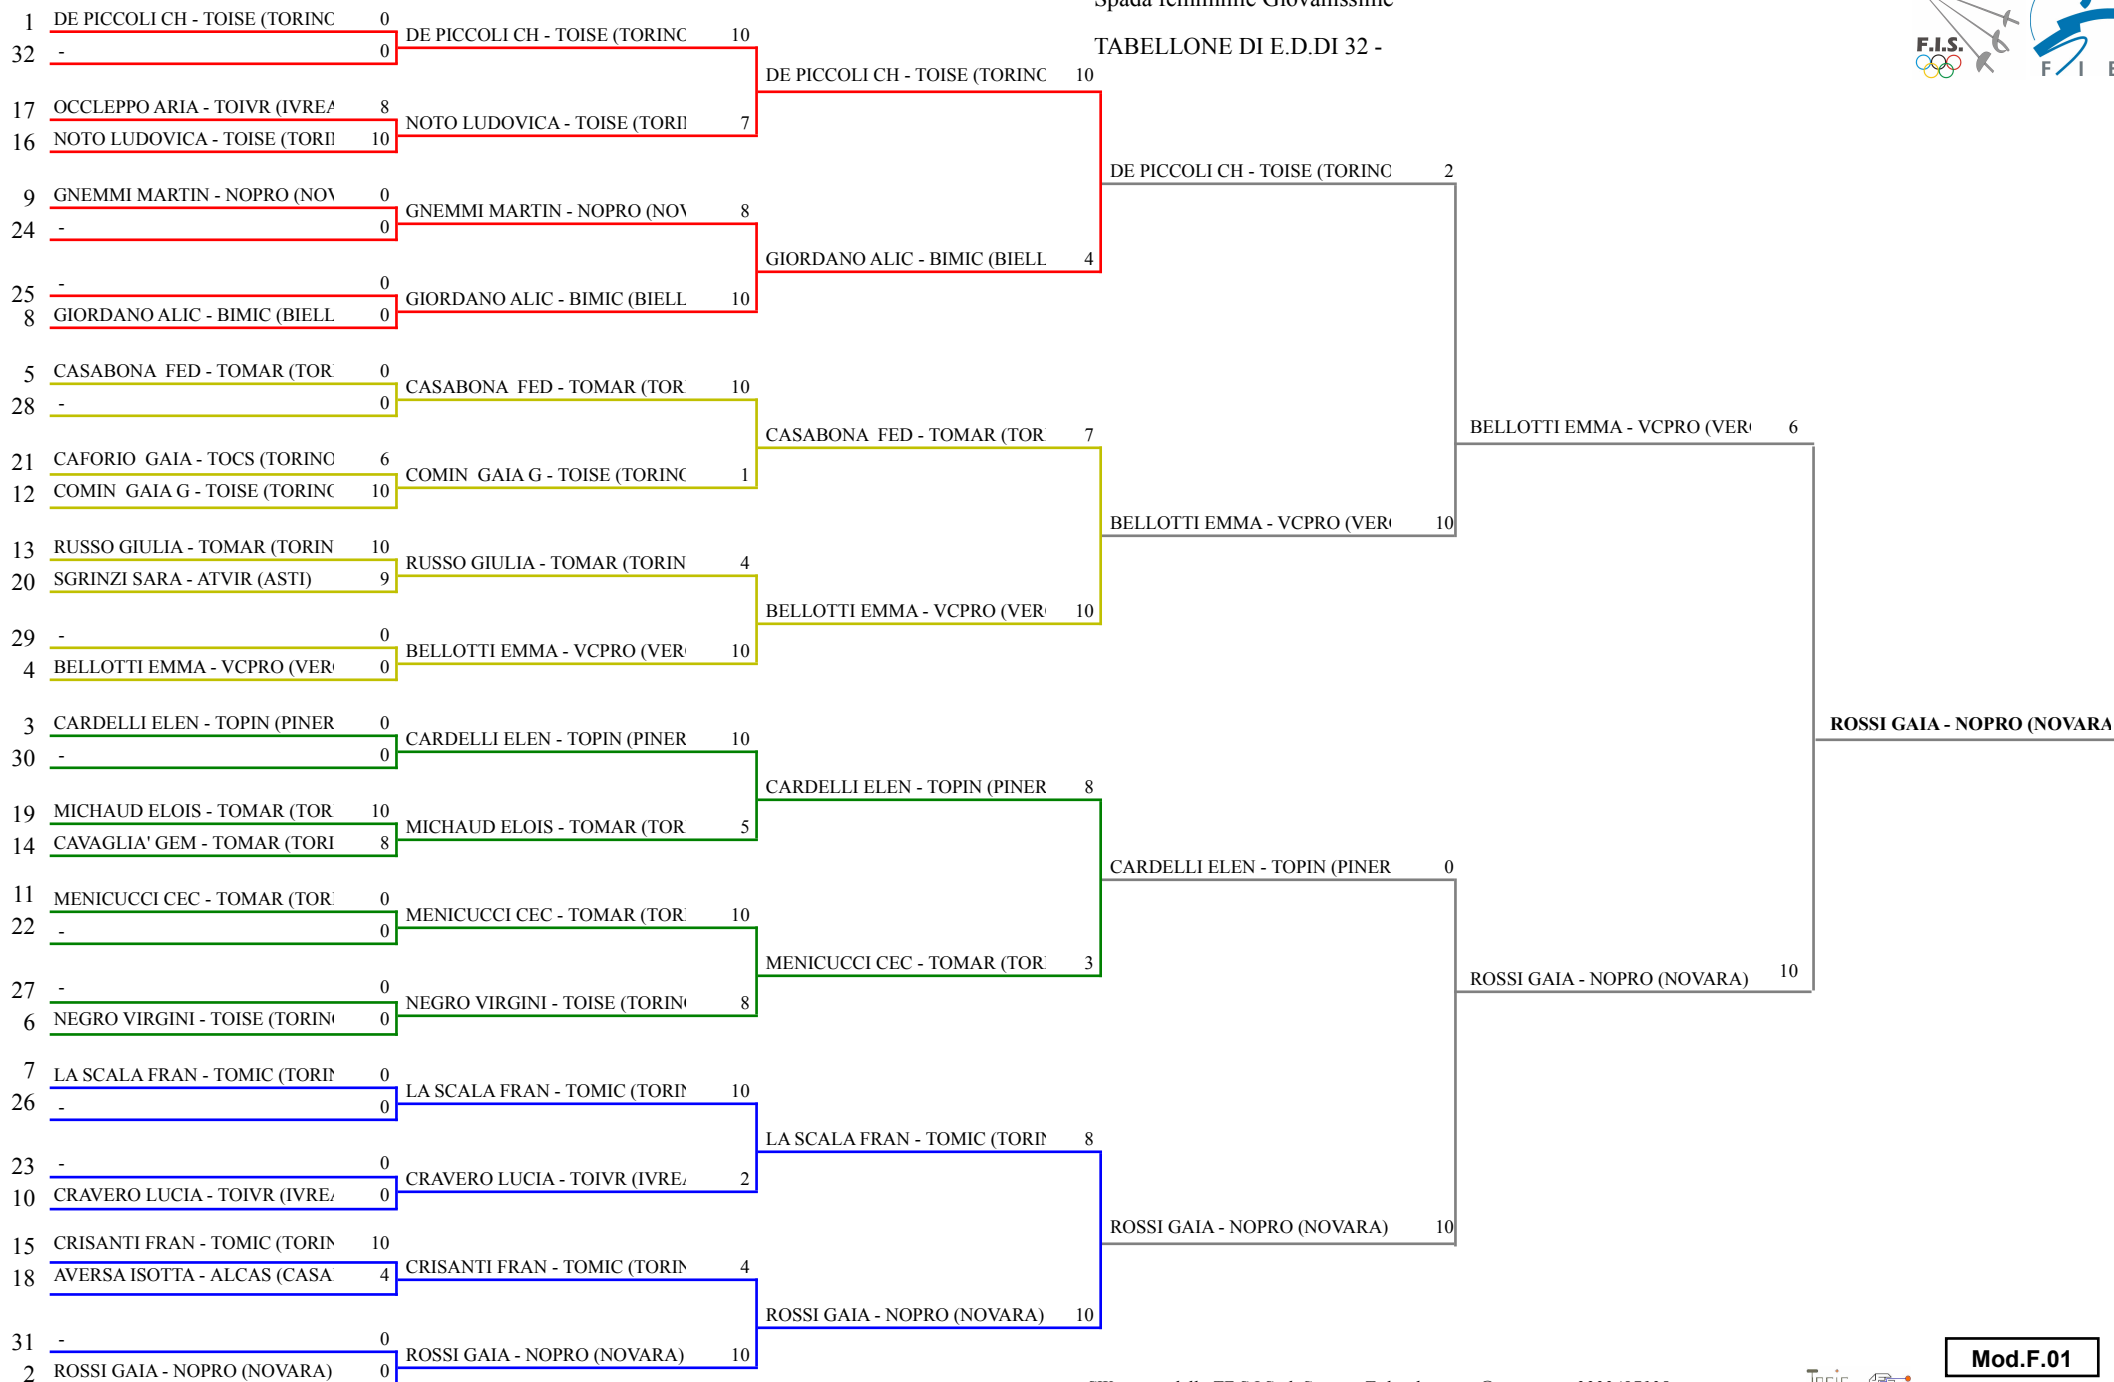 Spada femminile Giovanissime
TABELLONE DI E.D.DI 32 -
F.I.S.
F I E
1 DE PICCOLI CH - TOISE (TORINO 0
32 - 0
17 OCCLEPPO ARIA - TOIVR (IVREA 8
16 NOTO LUDOVICA - TOISE (TORI 10
9 GNEMMI MARTIN - NOPRO (NOV 0
24 - 0
25 - 0
8 GIORDANO ALIC - BIMIC (BIELL 0
5 CASABONA FED - TOMAR (TOR 0
28 - 0
21 CAFORIO GAIA - TOCS (TORINO 6
12 COMIN GAIA G - TOISE (TORINO 10
13 RUSSO GIULIA - TOMAR (TORIN 10
20 SGRINZI SARA - ATVIR (ASTI) 9
29 - 0
4 BELLOTTI EMMA - VCPRO (VER 0
3 CARDELLI ELEN - TOPIN (PINER 0
30 - 0
19 MICHAUD ELOIS - TOMAR (TOR 10
14 CAVAGLIA' GEM - TOMAR (TORI 8
11 MENICUCCI CEC - TOMAR (TOR 0
22 - 0
27 - 0
6 NEGRO VIRGINI - TOISE (TORIN 0
7 LA SCALA FRAN - TOMIC (TORIN 0
26 - 0
23 - 0
10 CRAVERO LUCIA - TOIVR (IVREA 0
15 CRISANTI FRAN - TOMIC (TORIN 10
18 AVERSA ISOTTA - ALCAS (CASA 4
31 - 0
2 ROSSI GAIA - NOPRO (NOVARA) 0
DE PICCOLI CH - TOISE (TORINO 10
NOTO LUDOVICA - TOISE (TORI 7
GNEMMI MARTIN - NOPRO (NOV 8
GIORDANO ALIC - BIMIC (BIELL 10
CASABONA FED - TOMAR (TOR 10
COMIN GAIA G - TOISE (TORINO 1
RUSSO GIULIA - TOMAR (TORIN 4
BELLOTTI EMMA - VCPRO (VER 10
CARDELLI ELEN - TOPIN (PINER 10
MICHAUD ELOIS - TOMAR (TOR 5
MENICUCCI CEC - TOMAR (TOR 10
NEGRO VIRGINI - TOISE (TORIN 8
LA SCALA FRAN - TOMIC (TORIN 10
CRAVERO LUCIA - TOIVR (IVREA 2
CRISANTI FRAN - TOMIC (TORIN 4
ROSSI GAIA - NOPRO (NOVARA) 10
DE PICCOLI CH - TOISE (TORINO 10
GIORDANO ALIC - BIMIC (BIELL 4
CASABONA FED - TOMAR (TOR 7
BELLOTTI EMMA - VCPRO (VER 10
CARDELLI ELEN - TOPIN (PINER 8
MENICUCCI CEC - TOMAR (TOR 3
LA SCALA FRAN - TOMIC (TORIN 8
ROSSI GAIA - NOPRO (NOVARA) 10
DE PICCOLI CH - TOISE (TORINO 2
BELLOTTI EMMA - VCPRO (VER 10
CARDELLI ELEN - TOPIN (PINER 0
ROSSI GAIA - NOPRO (NOVARA) 10
BELLOTTI EMMA - VCPRO (VER 6
ROSSI GAIA - NOPRO (NOVARA) 10
ROSSI GAIA - NOPRO (NOVARA
Mod.F.01